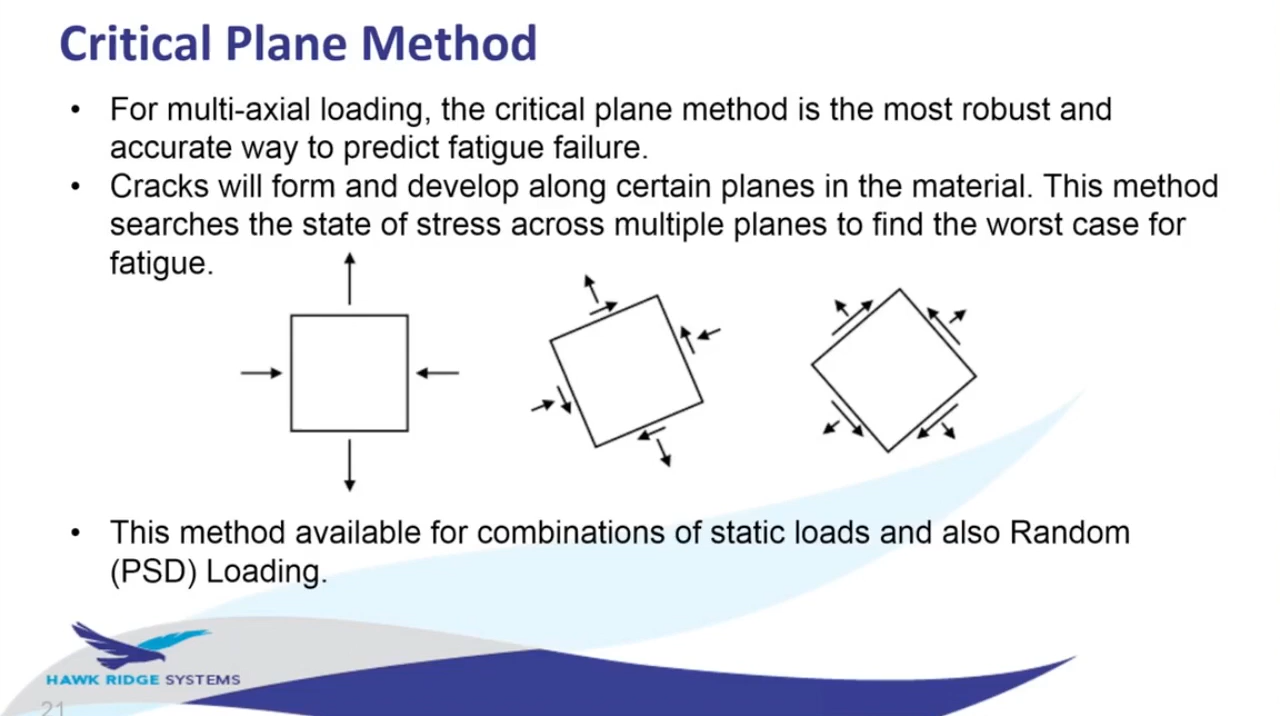 Critical Plane Method
• For multi-axial loading, the critical plane method is the most robust and
accurate way to predict fatigue failure.
• Cracks will form and develop along certain planes in the material. This method
searches the state of stress across multiple planes to find the worst case for
fatigue.
• This method available for combinations of static loads and also Random
(PSD) Loading.
HAWK RIDGE SYSTEMS
21